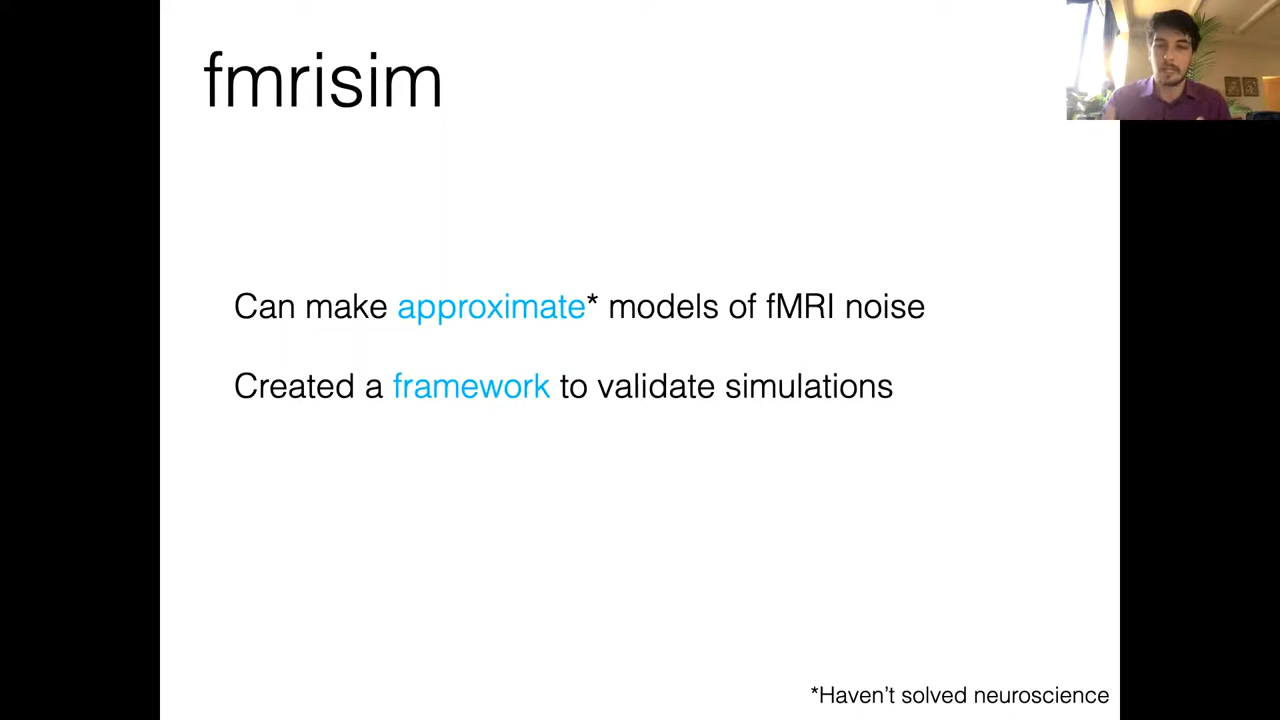 fmrisim
Can make approximate* models of fMRI noise
Created a framework to validate simulations
*Haven't solved neuroscience